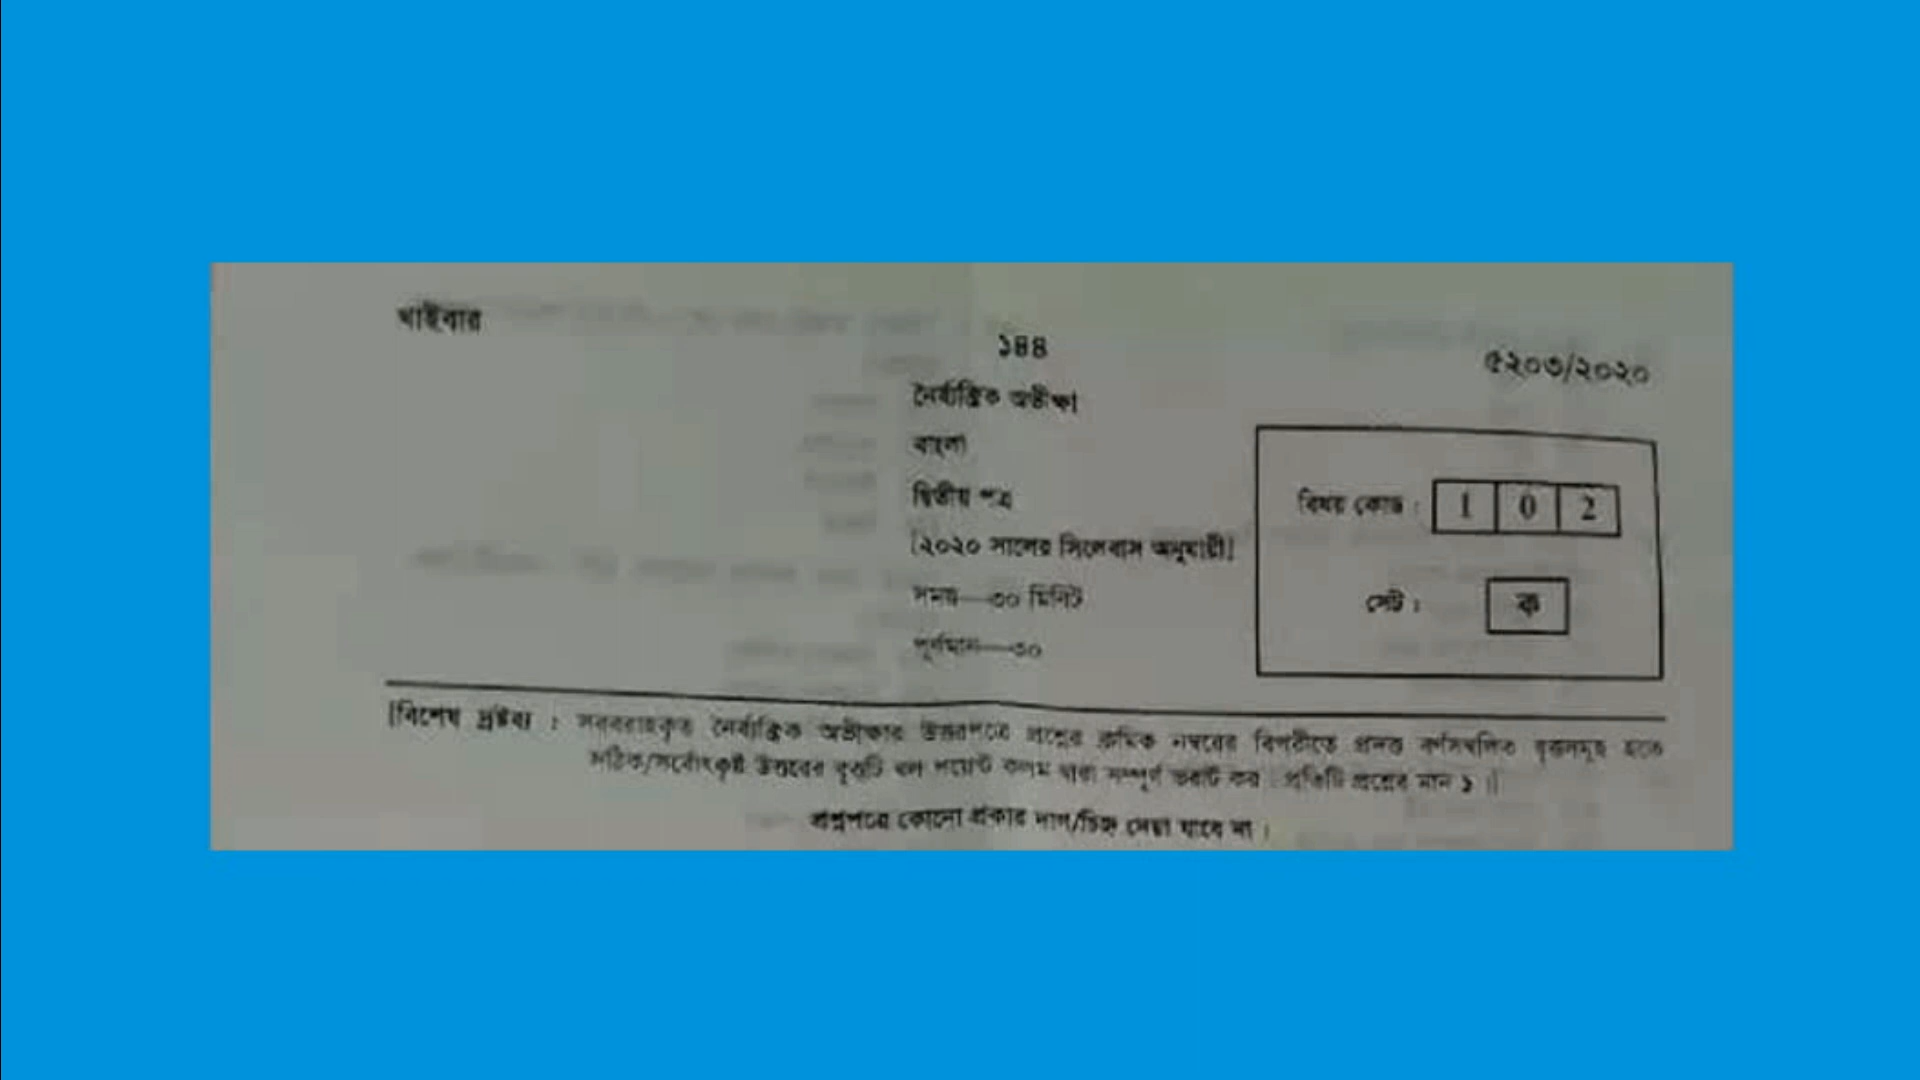 খাইবার
১৪৪
৫২০৩/২০২০
নৈর্ব্যক্তিক অভীক্ষা
বাংলা
দ্বিতীয় পত্র
[২০২০ সালের সিলেবাস অনুযায়ী]
সময়—৩০ মিনিট
পূর্ণমান—৩০
বিষয় কোড : 1 0 2
সেট : ক
[বিশেষ দ্রষ্টব্য : সরবরাহকৃত নৈর্ব্যক্তিক অভীক্ষার উত্তরপত্রে প্রশ্নের ক্রমিক নম্বরের বিপরীতে প্রদত্ত বর্ণসম্বলিত বৃত্তসমূহ হতে
সঠিক/সর্বোৎকৃষ্ট উত্তরের বৃত্তটি বল পয়েন্ট কলম দ্বারা সম্পূর্ণ ভরাট কর। প্রতিটি প্রশ্নের মান ১।]
প্রশ্নপত্রে কোনো প্রকার দাগ/চিহ্ন দেয়া যাবে না।